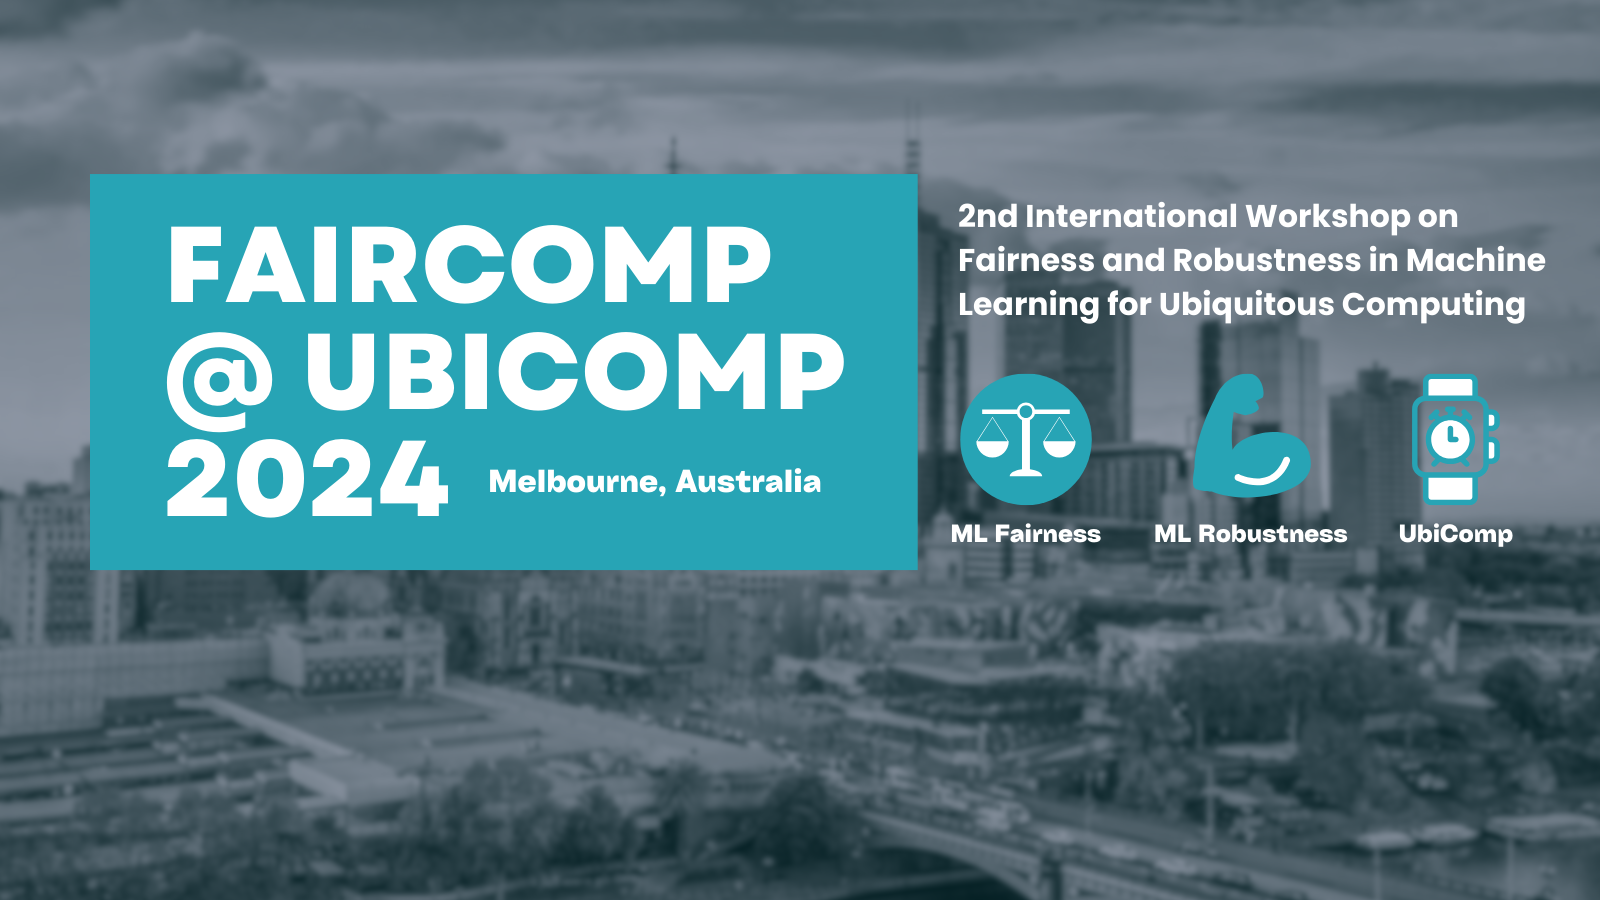 FAIRCOMP
@ UBICOMP
2024
Melbourne, Australia
2nd International Workshop on
Fairness and Robustness in Machine
Learning for Ubiquitous Computing
ML Fairness
ML Robustness
UbiComp